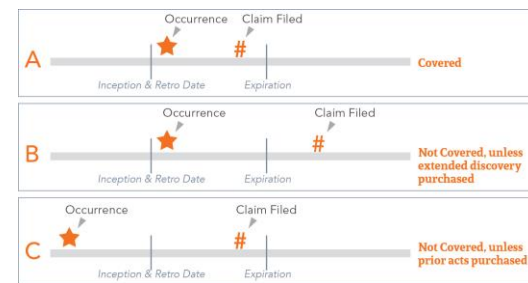 Occurrence Claim Filed
#
A
Covered
Inception & Retro Date Expiration
Occurrence Claim Filed
#
B
Not Covered, unless
extended discovery
purchased
Inception & Retro Date Expiration
Occurrence Claim Filed
#
C
Not Covered, unless
prior acts purchased
Inception & Retro Date Expiration